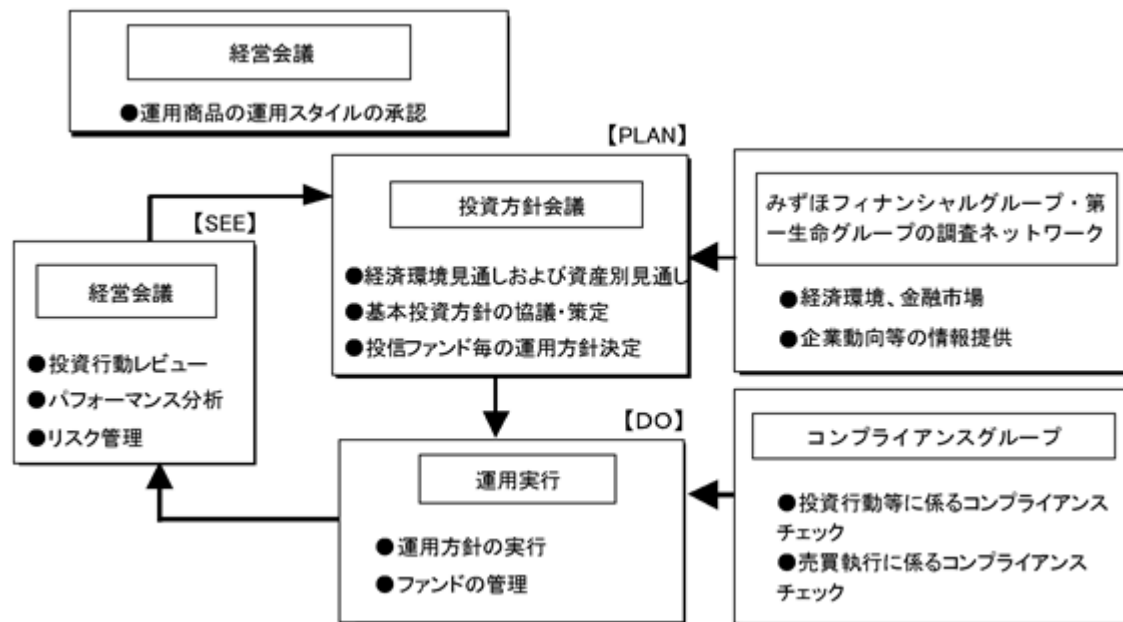 経営会議
●運用商品の運用スタイルの承認
【PLAN】
投資方針会議
●経済環境見通しおよび資産別見通し
●基本投資方針の協議・策定
●投信ファンド毎の運用方針決定
みずほフィナンシャルグループ・第
一生命グループの調査ネットワーク
●経済環境、金融市場
●企業動向等の情報提供
【SEE】
経営会議
●投資行動レビュー
●パフォーマンス分析
●リスク管理
【DO】
運用実行
●運用方針の実行
●ファンドの管理
コンプライアンスグループ
●投資行動等に係るコンプライアンス
チェック
●売買執行に係るコンプライアンス
チェック